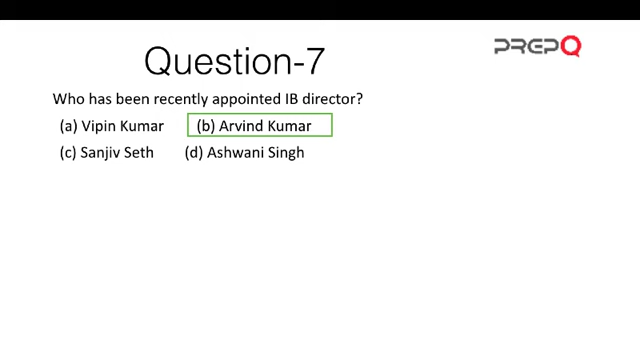 PREPQ
Question-7
Who has been recently appointed IB director?
(a) Vipin Kumar (b) Arvind Kumar
(c) Sanjiv Seth (d) Ashwani Singh